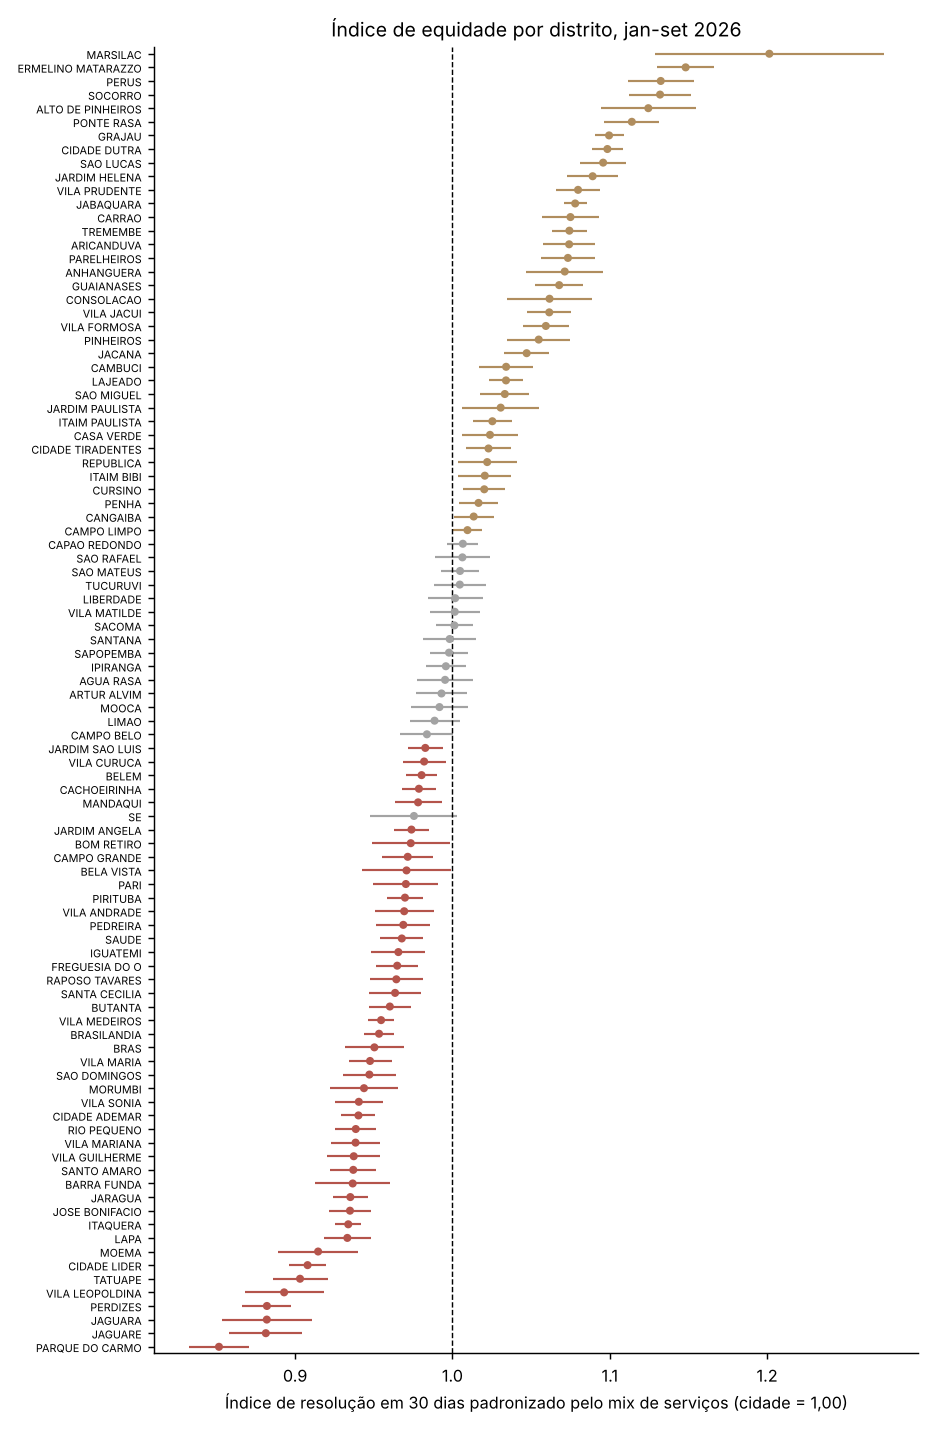 Índice de equidade por distrito, jan-set 2026
MARSILAC
ERMELINO MATARAZZO
PERUS
SOCORRO
ALTO DE PINHEIROS
PONTE RASA
GRAJAU
CIDADE DUTRA
SAO LUCAS
JARDIM HELENA
VILA PRUDENTE
JABAQUARA
CARRAO
TREMEMBE
ARICANDUVA
PARELHEIROS
ANHANGUERA
GUAIANASES
CONSOLACAO
VILA JACUI
VILA FORMOSA
PINHEIROS
JACANA
CAMBUCI
LAJEADO
SAO MIGUEL
JARDIM PAULISTA
ITAIM PAULISTA
CASA VERDE
CIDADE TIRADENTES
REPUBLICA
ITAIM BIBI
CURSINO
PENHA
CANGAIBA
CAMPO LIMPO
CAPAO REDONDO
SAO RAFAEL
SAO MATEUS
TUCURUVI
LIBERDADE
VILA MATILDE
SACOMA
SANTANA
SAPOPEMBA
IPIRANGA
AGUA RASA
ARTUR ALVIM
MOOCA
LIMAO
CAMPO BELO
JARDIM SAO LUIS
VILA CURUCA
BELEM
CACHOEIRINHA
MANDAQUI
SE
JARDIM ANGELA
BOM RETIRO
CAMPO GRANDE
BELA VISTA
PARI
PIRITUBA
VILA ANDRADE
PEDREIRA
SAUDE
IGUATEMI
FREGUESIA DO O
RAPOSO TAVARES
SANTA CECILIA
BUTANTA
VILA MEDEIROS
BRASILANDIA
BRAS
VILA MARIA
SAO DOMINGOS
MORUMBI
VILA SONIA
CIDADE ADEMAR
RIO PEQUENO
VILA MARIANA
VILA GUILHERME
SANTO AMARO
BARRA FUNDA
JARAGUA
JOSE BONIFACIO
ITAQUERA
LAPA
MOEMA
CIDADE LIDER
TATUAPE
VILA LEOPOLDINA
PERDIZES
JAGUARA
JAGUARE
PARQUE DO CARMO
0.9 1.0 1.1 1.2
Índice de resolução em 30 dias padronizado pelo mix de serviços (cidade = 1,00)